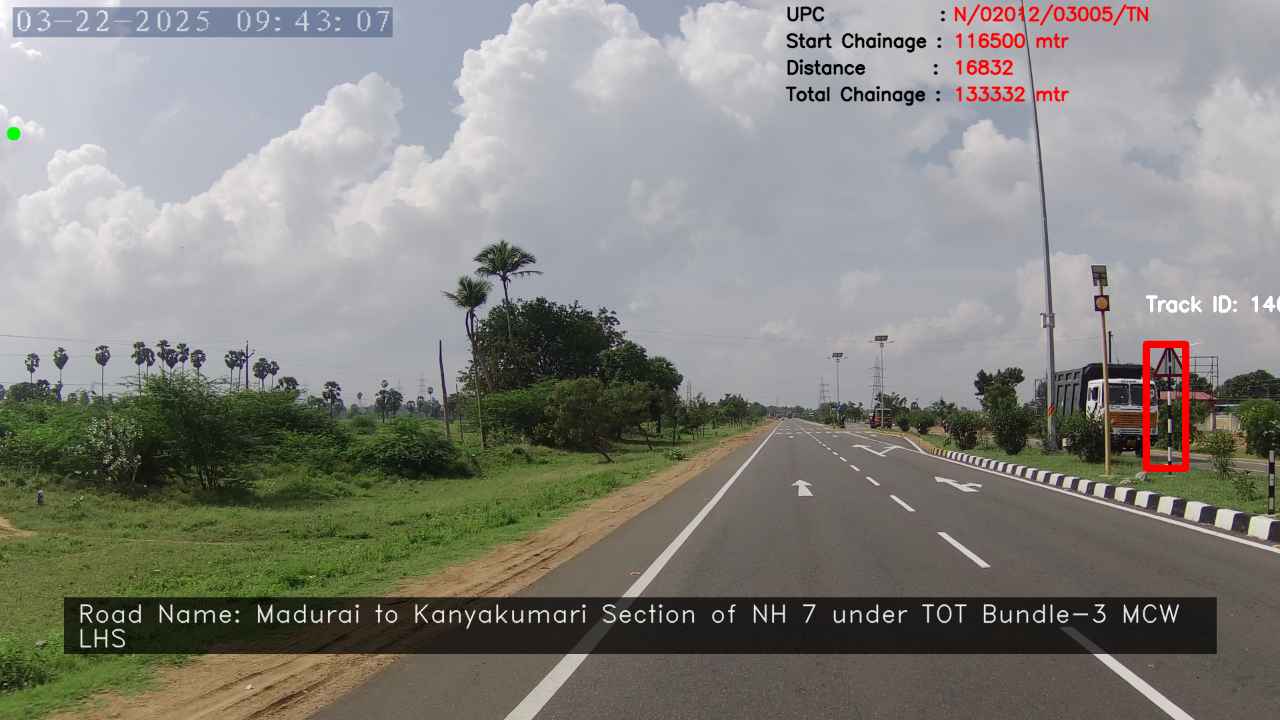 03-22-2025 09:43:07
UPC : N/02012/03005/TN
Start Chainage : 116500 mtr
Distance : 16832
Total Chainage : 133332 mtr
Track ID:
Road Name: Madurai to Kanyakumari Section of NH 7 under TOT Bundle-3 MCW
LHS